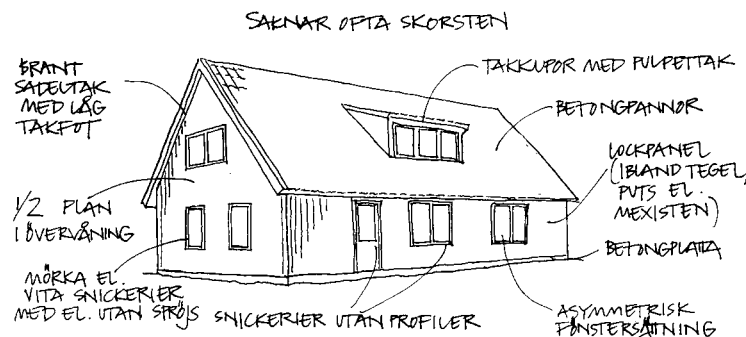 SAKNAR OFTA SKORSTEN
BRANT
SADELTAK
MED LÅG
TAKFOT
TAKKUPOR MED PULPETTAK
BETONGPANNOR
LOCKPANEL
(IBLAND TEGEL,
PUTS EL.
MEXISTEN)
1/2 PLAN
I ÖVERVÅNING
BETONGPLATTA
MÖRKA EL.
VITA SNICKERIER
MED EL. UTAN SPRÖJS
SNICKERIER UTAN PROFILER
ASYMMETRISK
FÖNSTERSÄTTNING